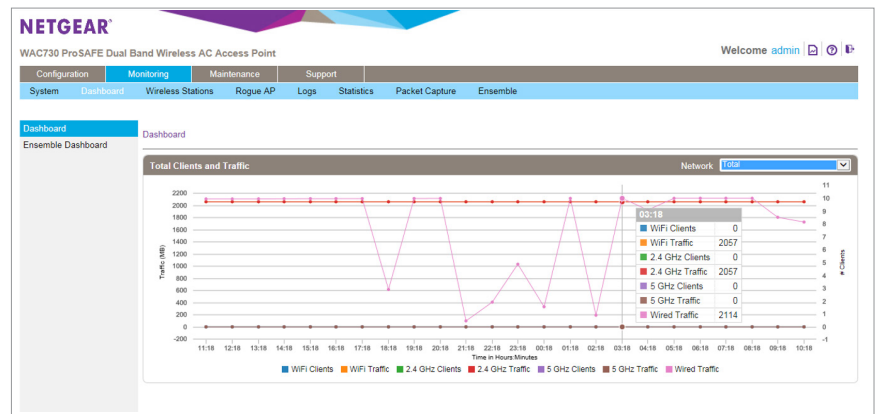 NETGEAR®
WAC730 ProSAFE Dual Band Wireless AC Access Point
Welcome admin
Configuration Monitoring Maintenance Support
System Dashboard Wireless Stations Rogue AP Logs Statistics Packet Capture Ensemble
Dashboard
Ensemble Dashboard
Dashboard
Total Clients and Traffic Network Total
Traffic (MB)
2200
2000
1800
1600
1400
1200
1000
800
600
400
200
0
-200
03:18
WiFi Clients 0
WiFi Traffic 2057
2.4 GHz Clients 0
2.4 GHz Traffic 2057
5 GHz Clients 0
5 GHz Traffic 0
Wired Traffic 2114
11
10
9
8
7
6
5
4
3
2
1
0
-1
# Clients
11:18 12:18 13:18 14:18 15:18 16:18 17:18 18:18 19:18 20:18 21:18 22:18 23:18 00:18 01:18 02:18 03:18 04:18 05:18 06:18 07:18 08:18 09:18 10:18
Time in Hours:Minutes
WiFi Clients WiFi Traffic 2.4 GHz Clients 2.4 GHz Traffic 5 GHz Clients 5 GHz Traffic Wired Traffic